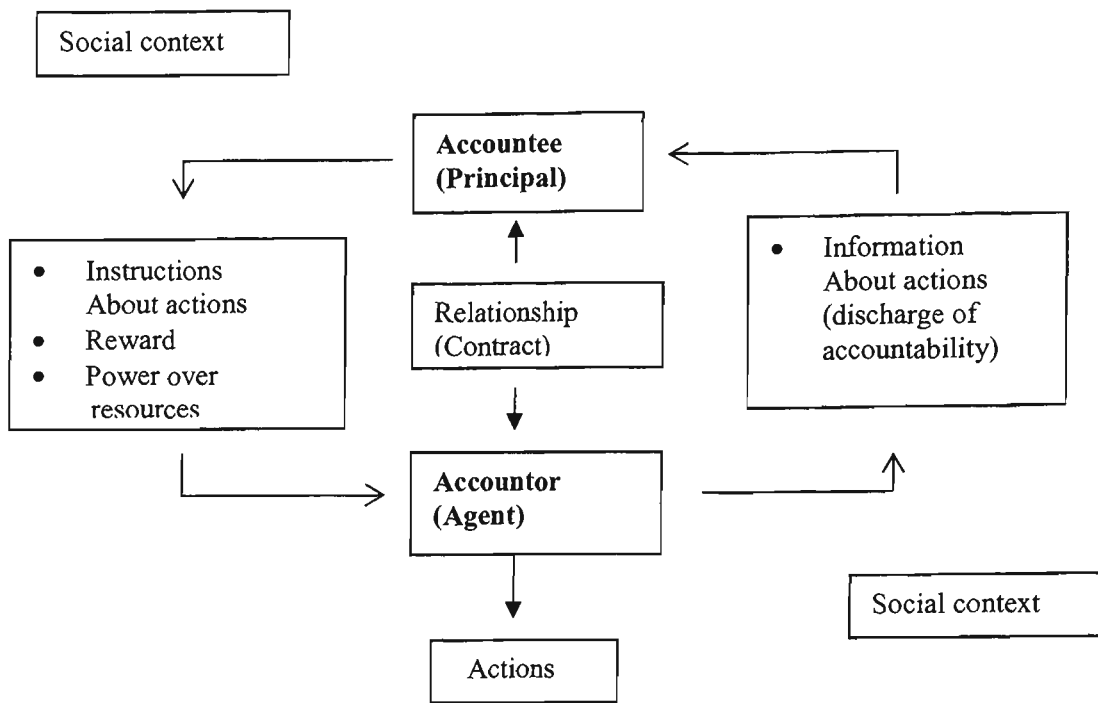 Social context
Accountee
(Principal)
• Instructions
About actions
• Reward
• Power over
resources
Relationship
(Contract)
• Information
About actions
(discharge of
accountability)
Accountor
(Agent)
Social context
Actions